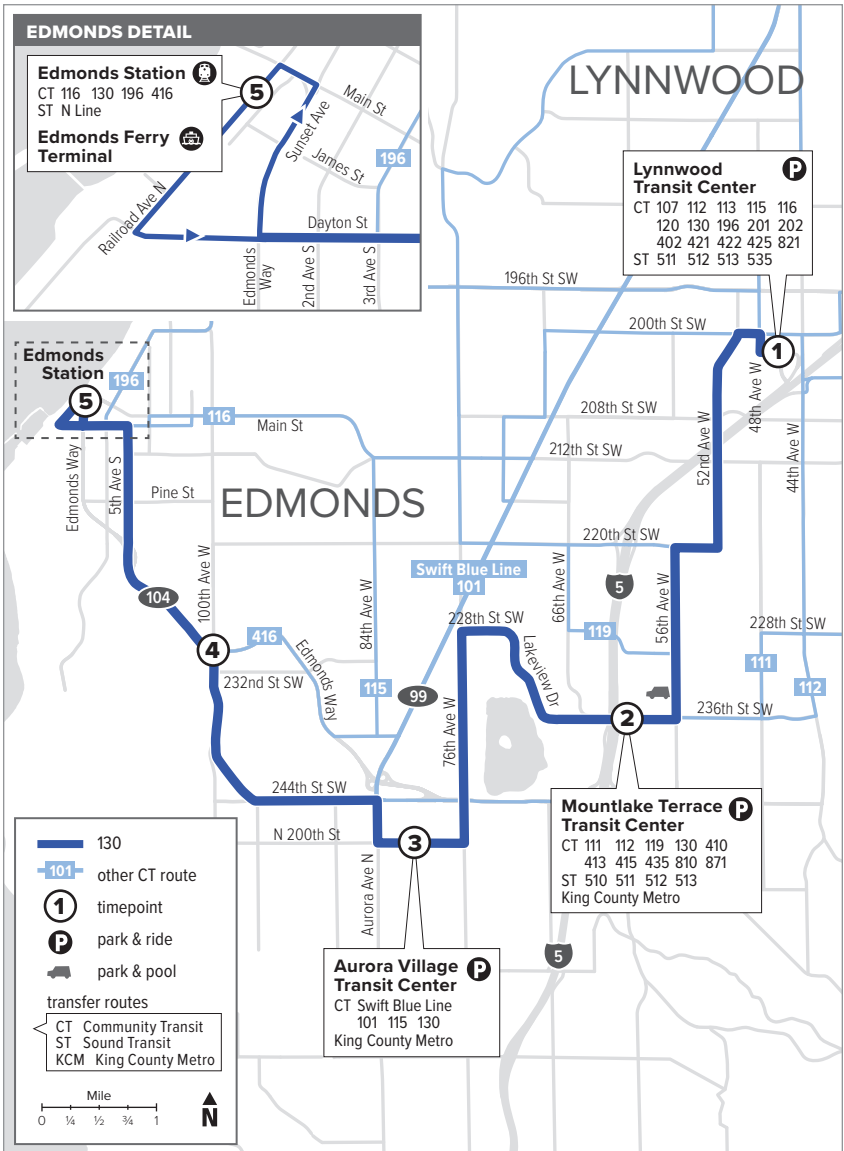 EDMONDS DETAIL
Edmonds Station
CT 116 130 196 416
ST N Line
Edmonds Ferry
Terminal
5
Main St
Sunset Ave
James St
196
Railroad Ave N
Dayton St
Edmonds
Way
2nd Ave S
3rd Ave S
LYNNWOOD
Lynnwood
Transit Center
P
CT 107 112 113 115 116
120 130 196 201 202
402 421 422 425 821
ST 511 512 513 535
196th St SW
200th St SW
1
Edmonds
Station
5
196
116
Main St
208th St SW
48th Ave W
52nd Ave W
212th St SW
44th Ave W
Edmonds Way
5th Ave S
Pine St
EDMONDS
220th St SW
100th Ave W
Swift Blue Line
101
66th Ave W
5
56th Ave W
104
84th Ave W
228th St SW
119
228th St SW
4
416
Edmonds Way
Lakeview Dr
111
232nd St SW
115
99
76th Ave W
112
2
236th St SW
244th St SW
Mountlake Terrace
Transit Center
P
CT 111 112 119 130 410
413 415 435 810 871
ST 510 511 512 513
King County Metro
N 200th St
3
Aurora Ave N
5
Aurora Village
Transit Center
P
CT Swift Blue Line
101 115 130
King County Metro
130
101 other CT route
1 timepoint
P park & ride
park & pool
transfer routes
CT Community Transit
ST Sound Transit
KCM King County Metro
Mile
0 ¼ ½ ¾ 1
N